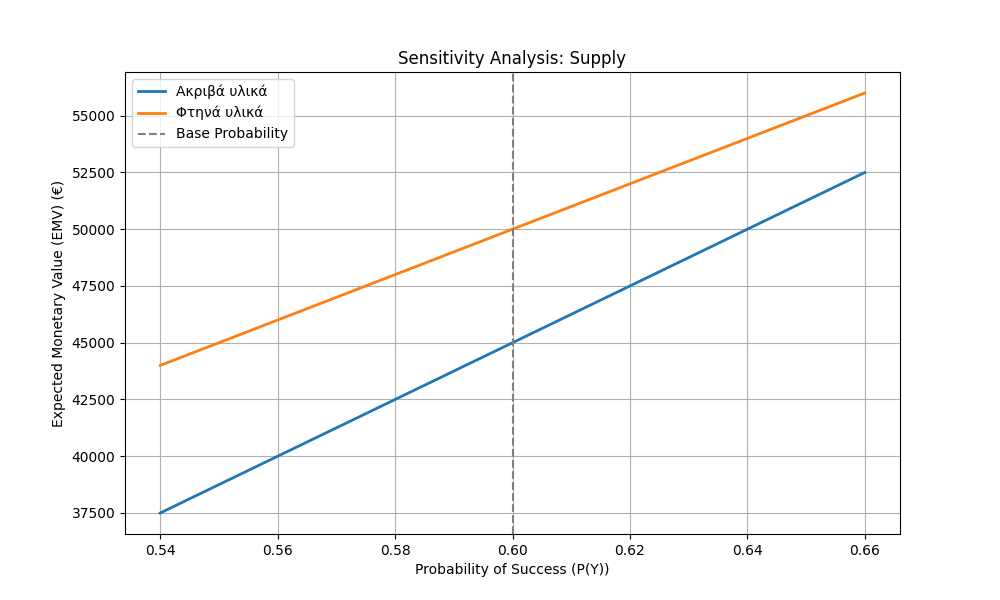 Sensitivity Analysis: Supply
Ακριβά υλικά
Φτηνά υλικά
Base Probability
Expected Monetary Value (EMV) (€)
55000
52500
50000
47500
45000
42500
40000
37500
0.54 0.56 0.58 0.60 0.62 0.64 0.66
Probability of Success (P(Y))